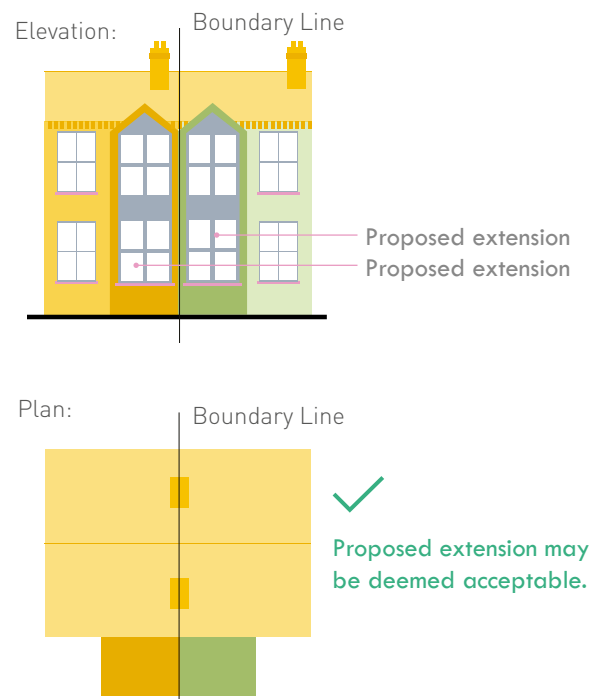 Elevation:
Boundary Line
Proposed extension
Proposed extension
Plan:
Boundary Line
Proposed extension may
be deemed acceptable.